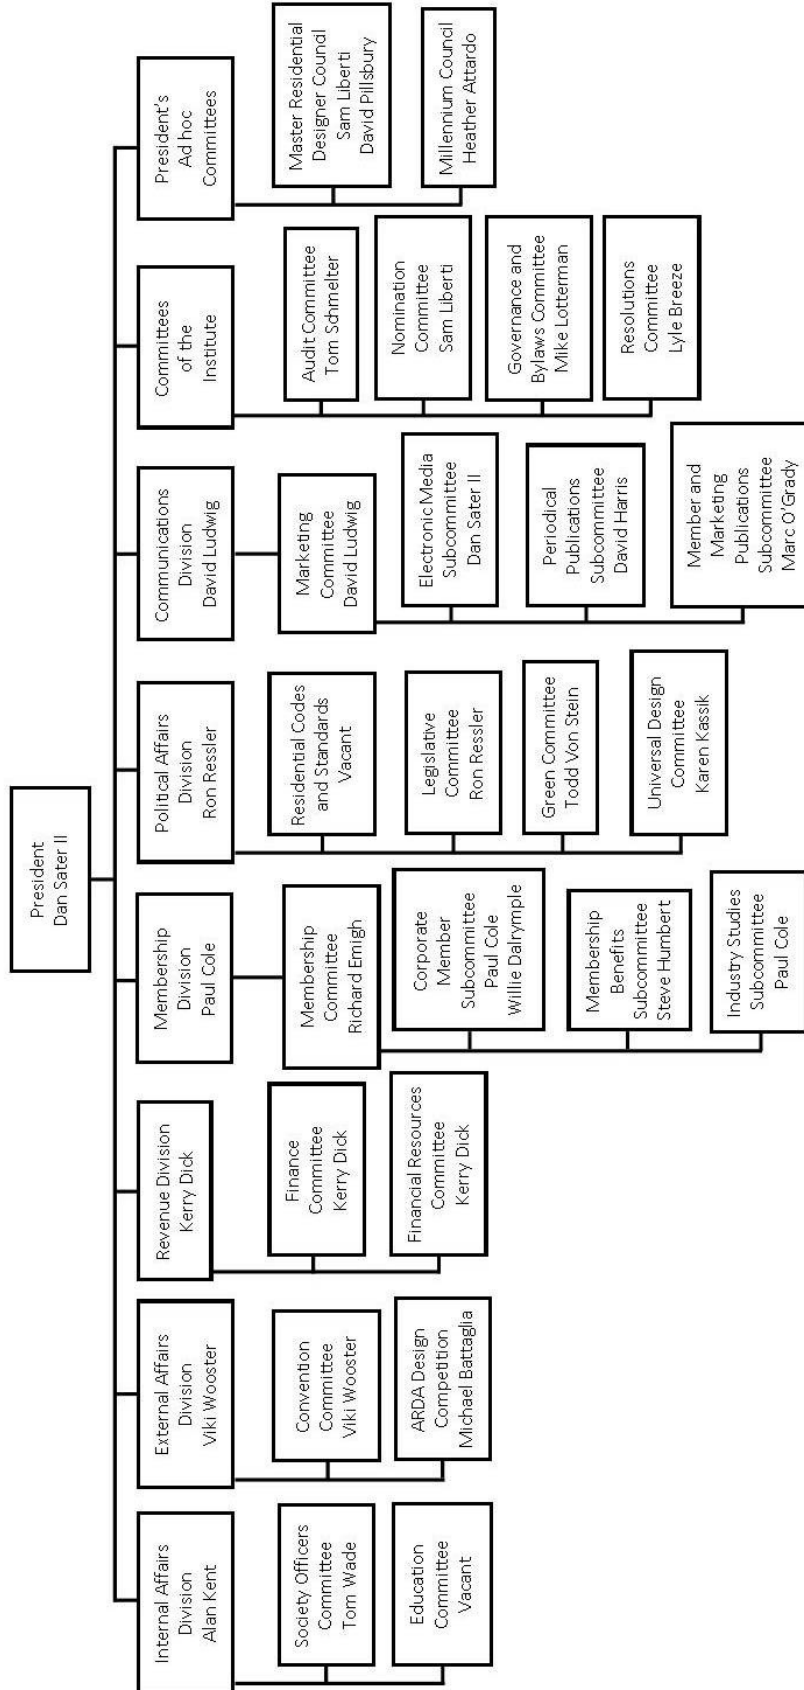 President
Dan Sater II
Internal Affairs
Division
Alan Kent
Society Officers
Committee
Tom Wade
Education
Committee
Vacant
External Affairs
Division
Viki Wooster
Convention
Committee
Viki Wooster
ARDA Design
Competition
Michael Battaglia
Revenue Division
Kerry Dick
Finance
Committee
Kerry Dick
Financial Resources
Committee
Kerry Dick
Membership
Division
Paul Cole
Membership
Committee
Richard Emigh
Corporate
Member
Subcommittee
Paul Cole
Willie Dalrymple
Membership
Benefits
Subcommittee
Steve Humbert
Industry Studies
Subcommittee
Paul Cole
Political Affairs
Division
Ron Ressler
Residential Codes
and Standards
Vacant
Legislative
Committee
Ron Ressler
Green Committee
Todd Von Stein
Universal Design
Committee
Karen Kassik
Communications
Division
David Ludwig
Marketing
Committee
David Ludwig
Electronic Media
Subcommittee
Dan Sater II
Periodical
Publications
Subcommittee
David Harris
Member and
Marketing
Publications
Subcommittee
Marc O'Grady
Committees
of the
Institute
Audit Committee
Tom Schmelter
Nomination
Committee
Sam Liberti
Governance and
Bylaws Committee
Mike Lotterman
Resolutions
Committee
Lyle Breeze
President's
Ad hoc
Committees
Master Residential
Designer Council
Sam Liberti
David Pillsbury
Millennium Council
Heather Attardo